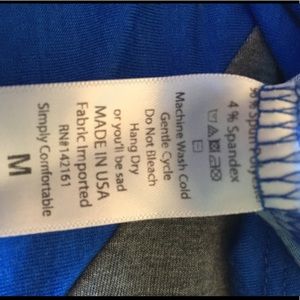 96% Spun
4% Spandex
Machine Wash Cold
Gentle Cycle
Do Not Bleach
Hang Dry
or you'll be sad
MADE IN USA
Fabric Imported
RN#142161
Simply Comfortable
M